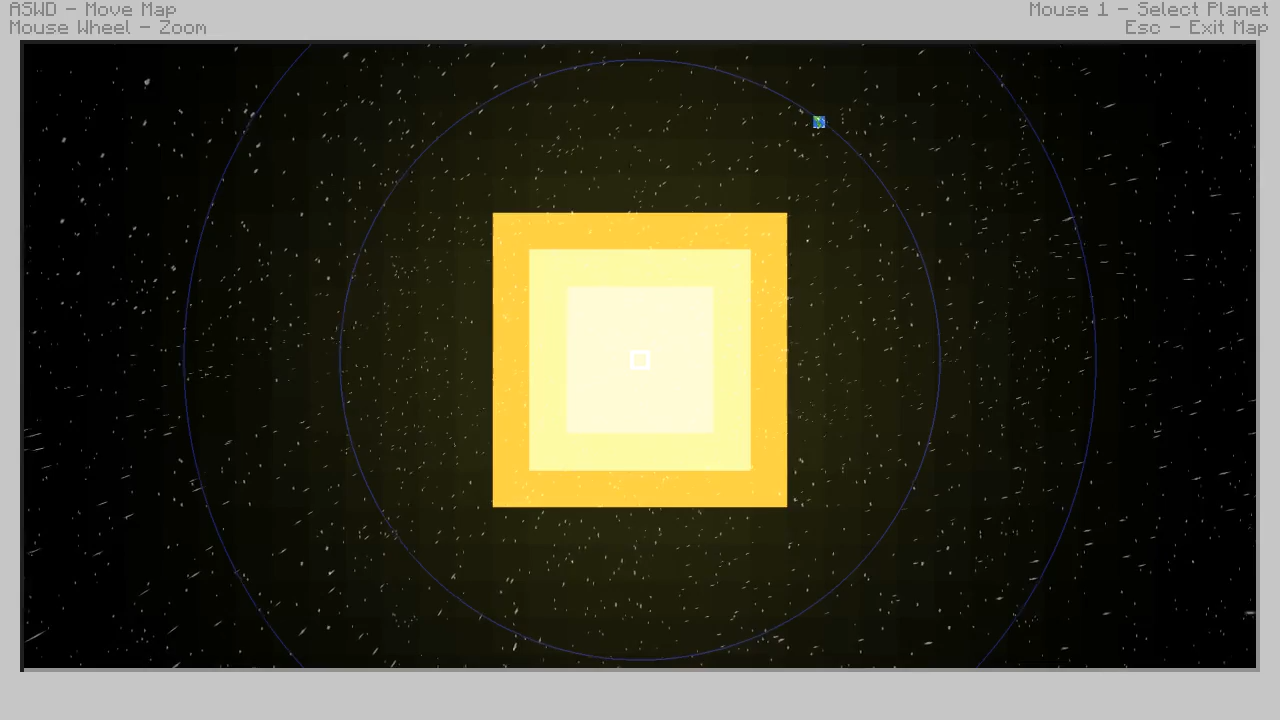 ASWD - Move Map
Mouse Wheel - Zoom
Mouse 1 - Select Planet
Esc - Exit Map